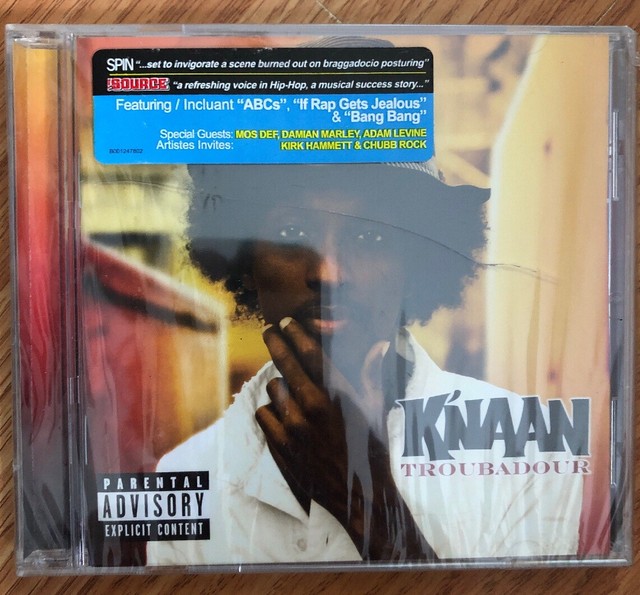 SPIN "...set to invigorate a scene burned out on braggadocio posturing"
THE SOURCE "a refreshing voice in Hip-Hop, a musical success story..."
Featuring / Incluant "ABCs", "If Rap Gets Jealous"
& "Bang Bang"
Special Guests: MOS DEF, DAMIAN MARLEY, ADAM LEVINE
Artistes Invites: KIRK HAMMETT & CHUBB ROCK
B001247802
K'NAAN
TROUBADOUR
PARENTAL
ADVISORY
EXPLICIT CONTENT